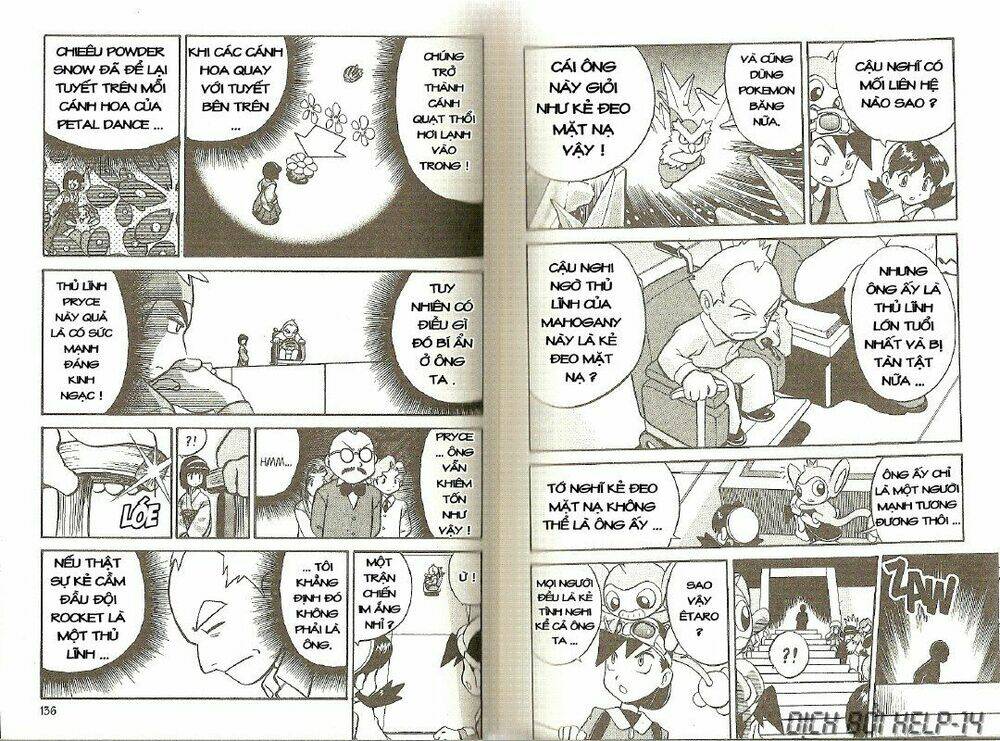 CHIEÊU POWDER
SNOW ĐÃ ĐỂ LẠI
TUYẾT TRÊN MỖI
CÁNH HOA CỦA
PETAL DANCE ...
KHI CÁC CÁNH
HOA QUAY
VỚI TUYẾT
BÊN TRÊN
...
CHÚNG
TRỞ
THÀNH
CÁNH
QUẠT THỔI
HƠI LẠNH
VÀO
TRONG !
THỦ LĨNH
PRYCE
NÀY QUẢ
LÀ CÓ SỨC
MẠNH
ĐÁNG
KINH
NGẠC !
TUY
NHIÊN CÓ
ĐIỀU GÌ
ĐÓ BÍ ẨN
Ở ÔNG
TA .
LÓE
?!
HMM...
PRYCE
... ÔNG
VẪN
KHIÊM
TỐN
NHƯ
VẬY !
NẾU THẬT
SỰ KẺ CẦM
ĐẦU ĐỘI
ROCKET LÀ
MỘT THỦ
LĨNH ...
... TÔI
KHẲNG
ĐỊNH ĐÓ
KHÔNG
PHẢI LÀ
ÔNG.
MỘT
TRẬN
CHIẾN
IM ẮNG
NHỈ ?
Ừ !
136
CÁI ÔNG
NÀY GIỎI
NHƯ KẺ ĐEO
MẶT NẠ
VẬY !
VÀ CŨNG
DÙNG
POKEMON
BĂNG
NỮA.
CẬU NGHĨ CÓ
MỐI LIÊN HỆ
NÀO SAO ?
CẬU NGHI
NGỜ THỦ
LĨNH CỦA
MAHOGANY
NÀY LÀ KẺ
ĐEO MẶT
NẠ ?
NHƯNG
ÔNG ẤY LÀ
THỦ LĨNH
LỚN TUỔI
NHẤT VÀ BỊ
TÀN TẬT
NỮA ...
TỚ NGHĨ KẺ ĐEO
MẶT NẠ KHÔNG
THỂ LÀ ÔNG ẤY ...
ÔNG ẤY CHỈ
LÀ MỘT NGƯỜI
MẠNH TƯƠNG
ĐƯƠNG THÔI ...
MỌI NGƯỜI
ĐỀU LÀ KẺ
TÌNH NGHI
KỂ CẢ ÔNG
TA ...
SAO
VẬY
ÊTARO ?
?!
ZAW
DỊCH BỞI HELP-14